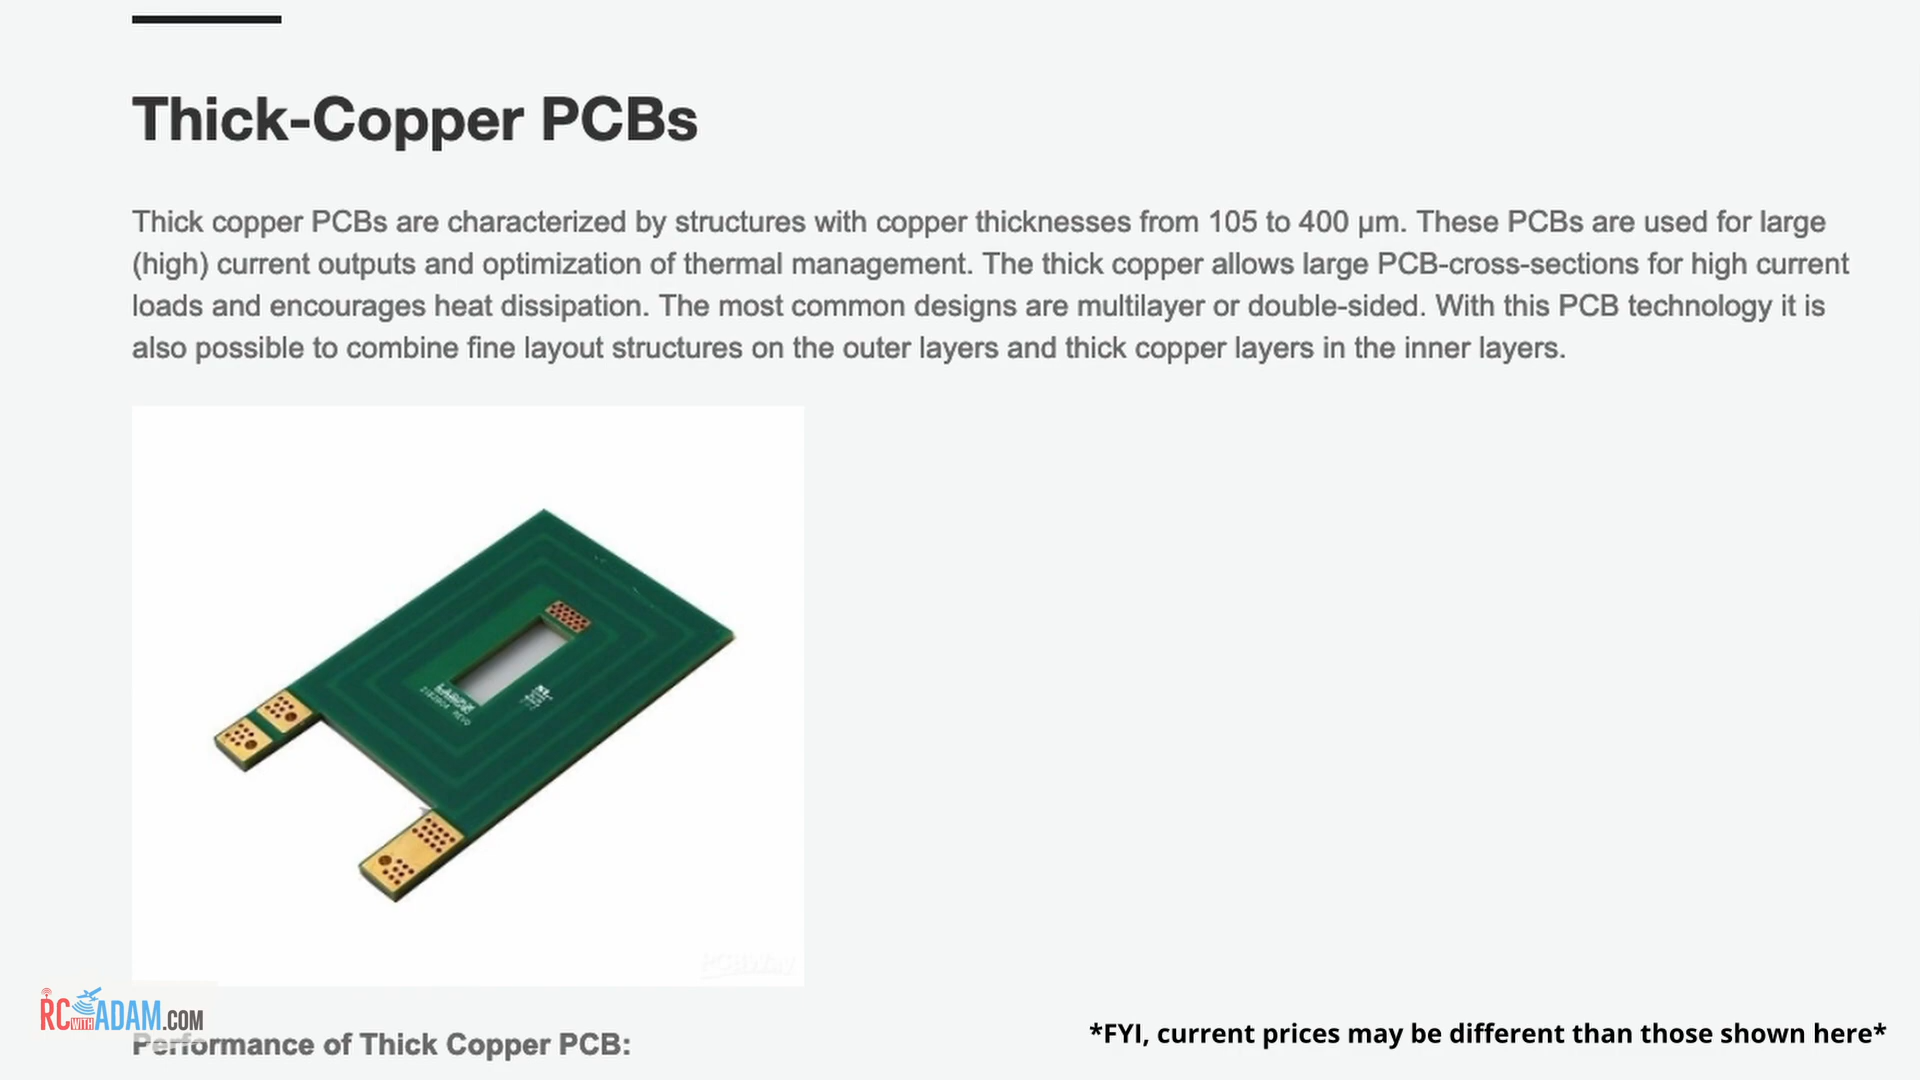 Thick-Copper PCBs
Thick copper PCBs are characterized by structures with copper thicknesses from 105 to 400 μm. These PCBs are used for large
(high) current outputs and optimization of thermal management. The thick copper allows large PCB-cross-sections for high current
loads and encourages heat dissipation. The most common designs are multilayer or double-sided. With this PCB technology it is
also possible to combine fine layout structures on the outer layers and thick copper layers in the inner layers.
PCBWay
RCWITHADAM.COM
Performance of Thick Copper PCB:
*FYI, current prices may be different than those shown here*